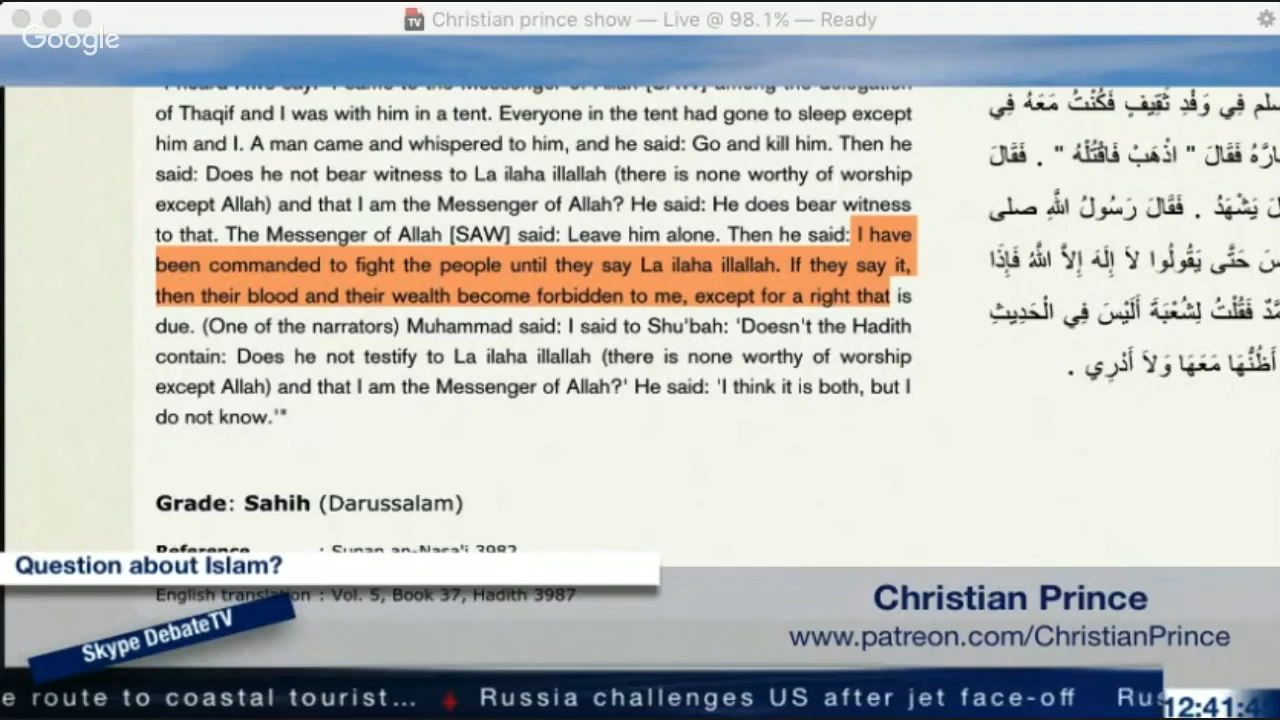 Christian prince show — Live @ 98.1% — Ready
Google
of Thaqif and I was with him in a tent. Everyone in the tent had gone to sleep except
him and I. A man came and whispered to him, and he said: Go and kill him. Then he
said: Does he not bear witness to La ilaha illallah (there is none worthy of worship
except Allah) and that I am the Messenger of Allah? He said: He does bear witness
to that. The Messenger of Allah [SAW] said: Leave him alone. Then he said: I have
been commanded to fight the people until they say La ilaha illallah. If they say it,
then their blood and their wealth become forbidden to me, except for a right that is
due. (One of the narrators) Muhammad said: I said to Shu'bah: 'Doesn't the Hadith
contain: Does he not testify to La ilaha illallah (there is none worthy of worship
except Allah) and that I am the Messenger of Allah?' He said: 'I think it is both, but I
do not know.'"
سلم فِي وَفْدِ ثَقِيفٍ فَكُنْتُ مَعَهُ فِي
سَارَّهُ فَقَالَ " اذْهَبْ فَاقْتُلْهُ " . فَقَالَ
يَشْهَدُ . فَقَالَ رَسُولُ اللَّهِ صلى
حَتَّى يَقُولُوا لاَ إِلَهَ إِلاَّ اللَّهُ فَإِذَا
فَقُلْتُ لِشُعْبَةَ أَلَيْسَ فِي الْحَدِيثِ
أَظُنُّهَا مَعَهَا وَلاَ أَدْرِي .
Grade: Sahih (Darussalam)
Reference : Sunan an-Nasa'i 3982
Question about Islam?
English translation : Vol. 5, Book 37, Hadith 3987
Skype DebateTV
Christian Prince
www.patreon.com/ChristianPrince
e route to coastal tourist... Russia challenges US after jet face-off Rus
12:41:4